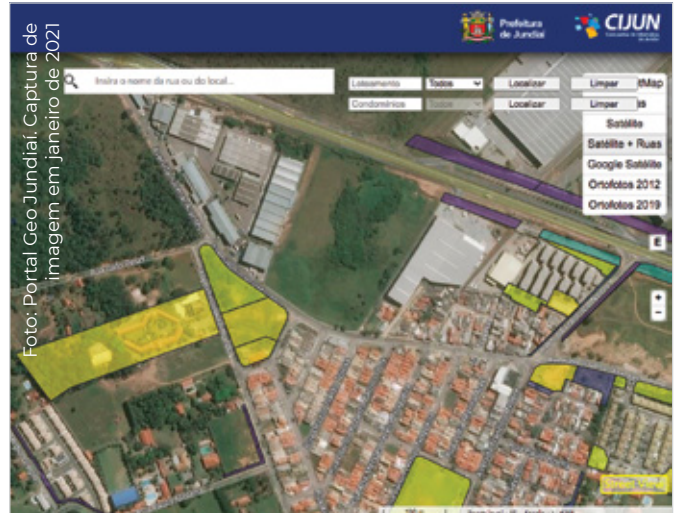 Foto: Portal Geo Jundiaí. Captura de
imagem em janeiro de 2021
Prefeitura
de Jundiaí
CIJUN
Insira o nome da rua ou do local...
Loteamento Todos Localizar Limpar
Condomínios Todos Localizar Limpar
Satélite
Satélite + Ruas
Google Satélite
Ortofotos 2012
Ortofotos 2019
E
+
-